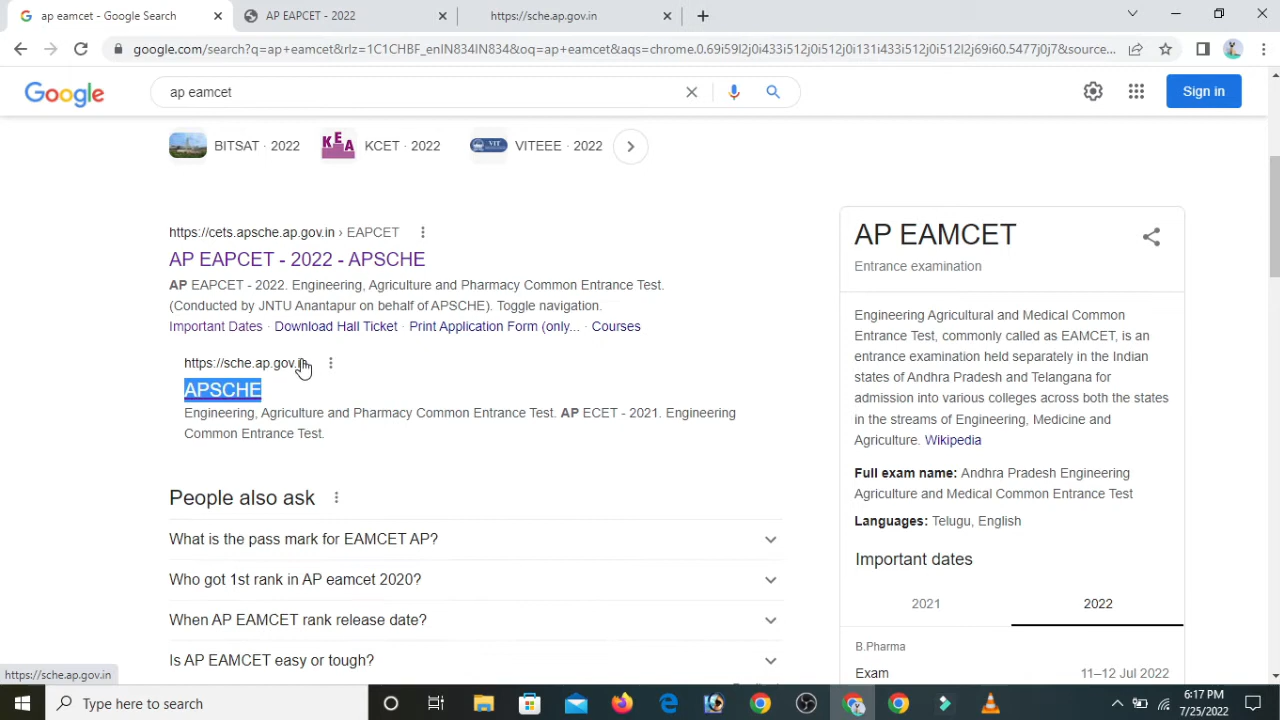 ap eamcet - Google Search
AP EAPCET - 2022
https://sche.ap.gov.in
google.com/search?q=ap+eamcet&rlz=1C1CHBF_enIN834IN834&oq=ap+eamcet&aqs=chrome.0.69i59l2j0i433i512j0i512j0i131i433i512j0i512l2j69i60.5477j0j7&source...
Google
ap eamcet
Sign in
BITSAT · 2022
KEA
KCET · 2022
VIT
VITEEE · 2022
https://cets.apsche.ap.gov.in › EAPCET
AP EAPCET - 2022 - APSCHE
AP EAPCET - 2022. Engineering, Agriculture and Pharmacy Common Entrance Test.
(Conducted by JNTU Anantapur on behalf of APSCHE). Toggle navigation.
Important Dates · Download Hall Ticket · Print Application Form (only... · Courses
https://sche.ap.gov.in
APSCHE
Engineering, Agriculture and Pharmacy Common Entrance Test. AP ECET - 2021. Engineering
Common Entrance Test.
People also ask
What is the pass mark for EAMCET AP?
Who got 1st rank in AP eamcet 2020?
When AP EAMCET rank release date?
Is AP EAMCET easy or tough?
AP EAMCET
Entrance examination
Engineering Agricultural and Medical Common
Entrance Test, commonly called as EAMCET, is an
entrance examination held separately in the Indian
states of Andhra Pradesh and Telangana for
admission into various colleges across both the states
in the streams of Engineering, Medicine and
Agriculture. Wikipedia
Full exam name: Andhra Pradesh Engineering
Agriculture and Medical Common Entrance Test
Languages: Telugu, English
Important dates
2021
2022
B.Pharma
Exam
11–12 Jul 2022
https://sche.ap.gov.in
Type here to search
6:17 PM
7/25/2022